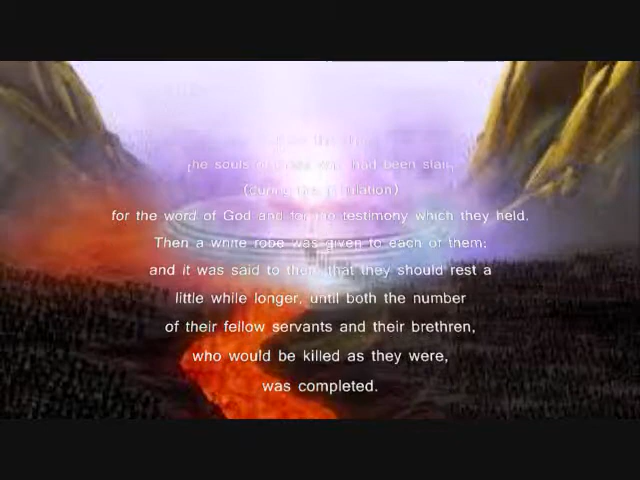 the souls of those who had been slain,
(during the tribulation)
for the word of God and for the testimony which they held.
Then a white robe was given to each of them;
and it was said to them that they should rest a
little while longer, until both the number
of their fellow servants and their brethren,
who would be killed as they were,
was completed.